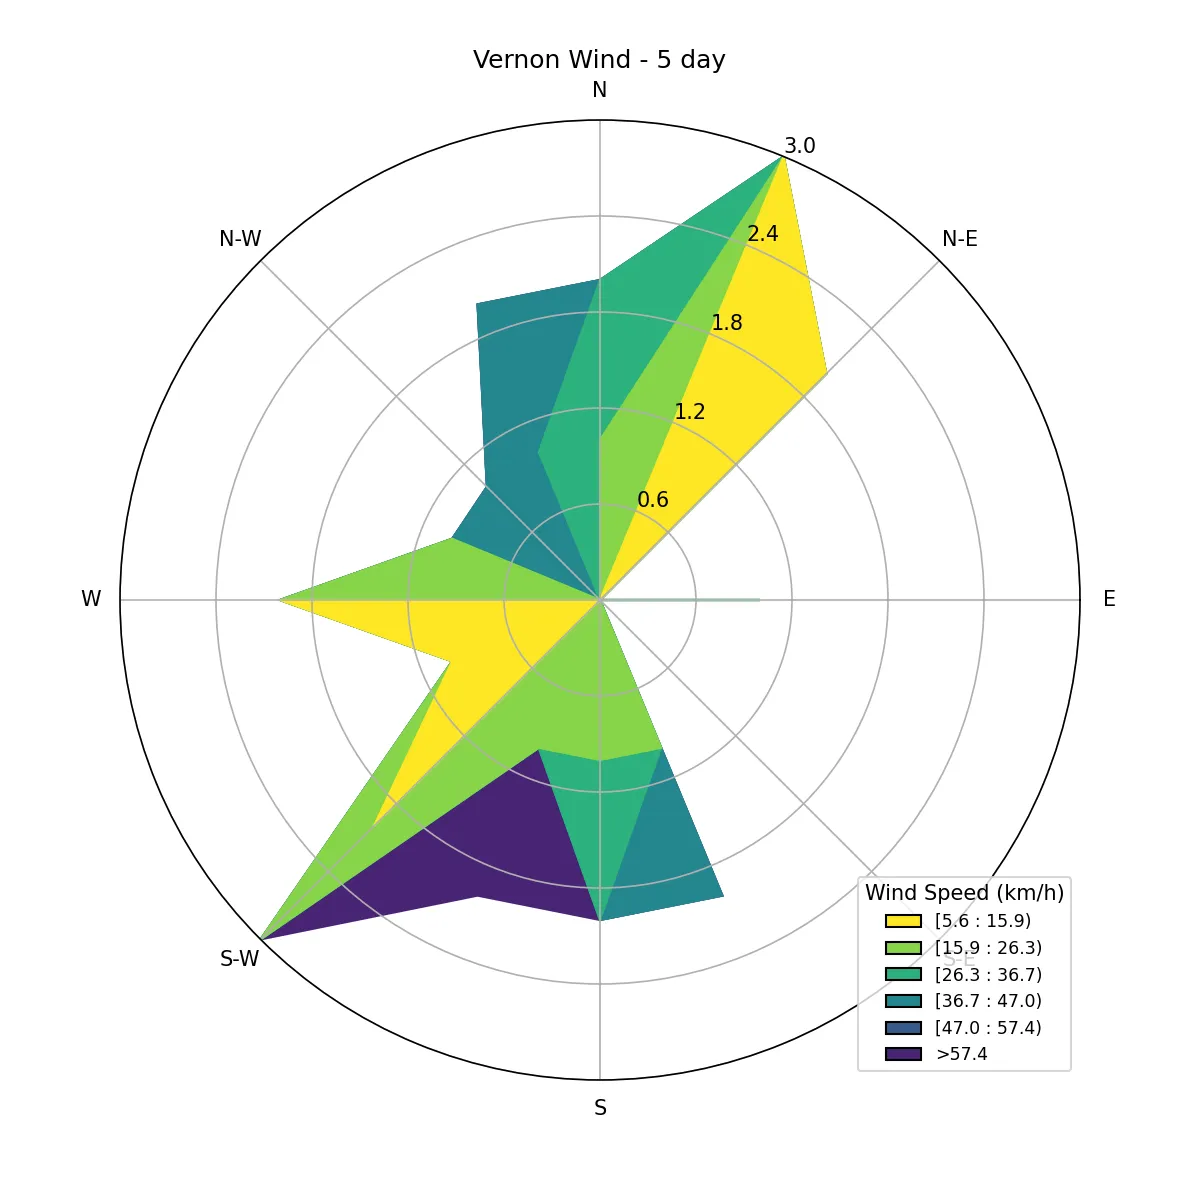 Vernon Wind - 5 day
N
3.0
N-W
N-E
2.4
1.8
1.2
0.6
W
E
S-W
S-E
Wind Speed (km/h)
[5.6 : 15.9)
[15.9 : 26.3)
[26.3 : 36.7)
[36.7 : 47.0)
[47.0 : 57.4)
>57.4
S